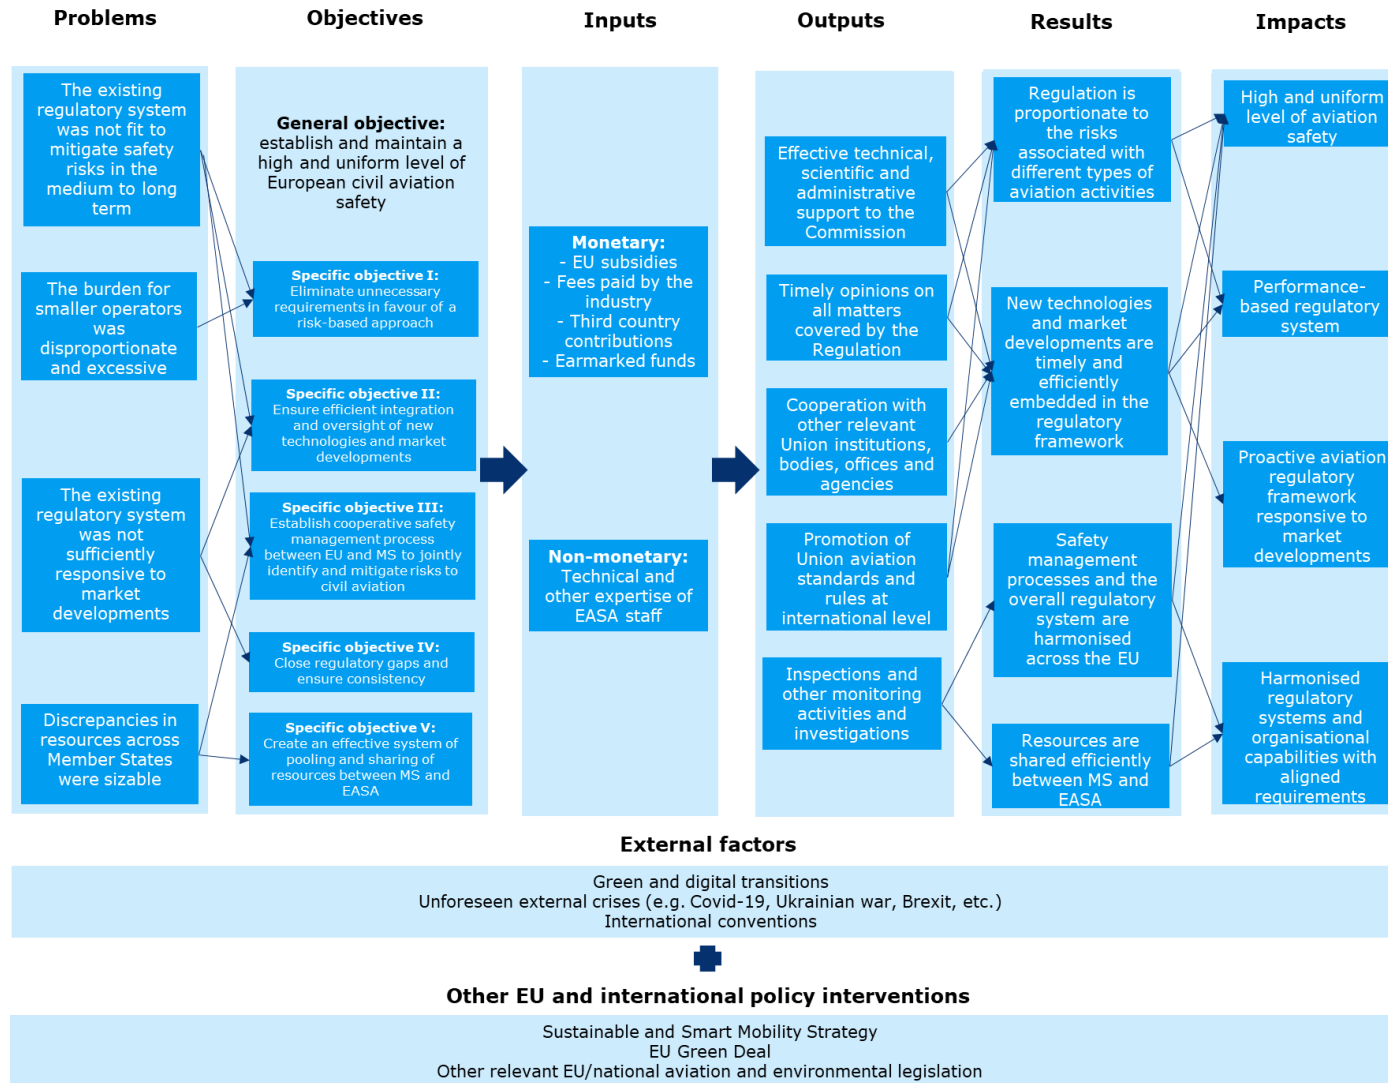 Problems
Objectives
Inputs
Outputs
Results
Impacts
The existing
regulatory system
was not fit to
mitigate safety
risks in the
medium to long
term
The burden for
smaller operators
was
disproportionate
and excessive
The existing
regulatory system
was not
sufficiently
responsive to
market
developments
Discrepancies in
resources across
Member States
were sizable
General objective:
establish and maintain a
high and uniform level of
European civil aviation
safety
Specific objective I:
Eliminate unnecessary
requirements in favour of a
risk-based approach
Specific objective II:
Ensure efficient integration
and oversight of new
technologies and market
developments
Specific objective III:
Establish cooperative safety
management process
between EU and MS to jointly
identify and mitigate risks to
civil aviation
Specific objective IV:
Close regulatory gaps and
ensure consistency
Specific objective V:
Create an effective system of
pooling and sharing of
resources between MS and
EASA
Monetary:
- EU subsidies
- Fees paid by the
industry
- Third country
contributions
- Earmarked funds
Non-monetary:
Technical and
other expertise of
EASA staff
Effective technical,
scientific and
administrative
support to the
Commission
Timely opinions on
all matters
covered by the
Regulation
Cooperation with
other relevant
Union institutions,
bodies, offices and
agencies
Promotion of
Union aviation
standards and
rules at
international level
Inspections and
other monitoring
activities and
investigations
Regulation is
proportionate to
the risks
associated with
different types of
aviation activities
New technologies
and market
developments are
timely and
efficiently
embedded in the
regulatory
framework
Safety
management
processes and the
overall regulatory
system are
harmonised
across the EU
Resources are
shared efficiently
between MS and
EASA
High and uniform
level of aviation
safety
Performance-
based regulatory
system
Proactive aviation
regulatory
framework
responsive to
market
developments
Harmonised
regulatory
systems and
organisational
capabilities with
aligned
requirements
External factors
Green and digital transitions
Unforeseen external crises (e.g. Covid-19, Ukrainian war, Brexit, etc.)
International conventions
Other EU and international policy interventions
Sustainable and Smart Mobility Strategy
EU Green Deal
Other relevant EU/national aviation and environmental legislation